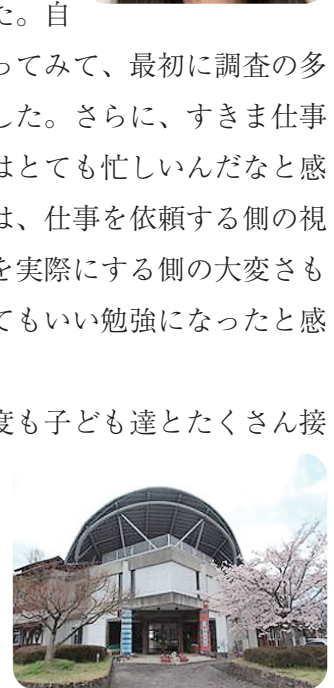 た。自
ってみて、最初に調査の多
した。さらに、すきま仕事
はとても忙しいんだなと感
は、仕事を依頼する側の視
を実際にする側の大変さも
てもいい勉強になったと感
度も子ども達とたくさん接